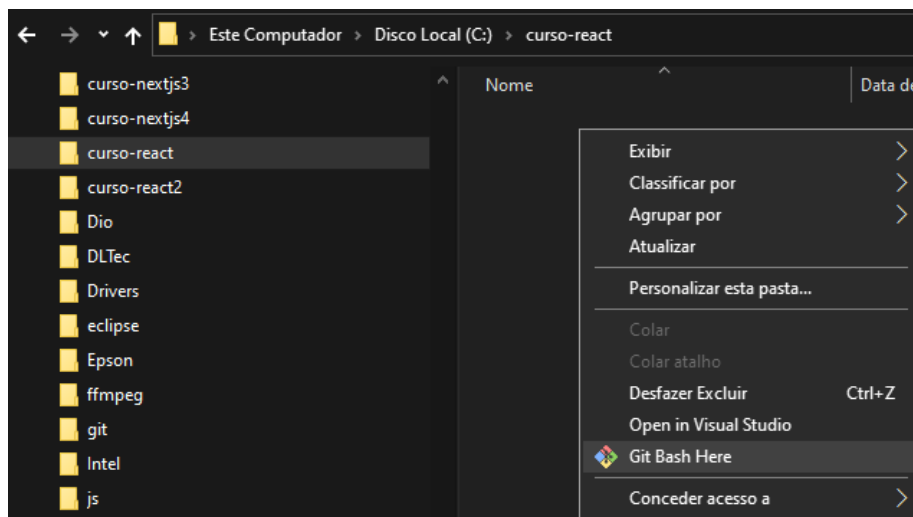 Este Computador > Disco Local (C:) > curso-react
curso-nextjs3
curso-nextjs4
curso-react
curso-react2
Dio
DLTec
Drivers
eclipse
Epson
ffmpeg
git
Intel
js
Nome
Data de
Exibir
Classificar por
Agrupar por
Atualizar
Personalizar esta pasta...
Colar
Colar atalho
Desfazer Excluir Ctrl+Z
Open in Visual Studio
Git Bash Here
Conceder acesso a